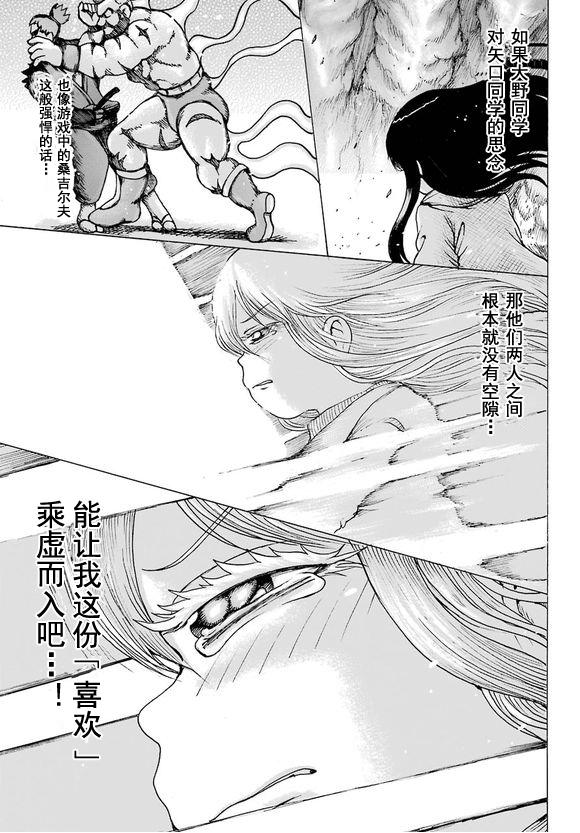 如果大野同学
对矢口同学的思念
也像游戏中的桑吉尔夫
这般强悍的话…
那他们两人之间
根本就没有空隙…
能让我这份「喜欢」
乘虚而入吧…！